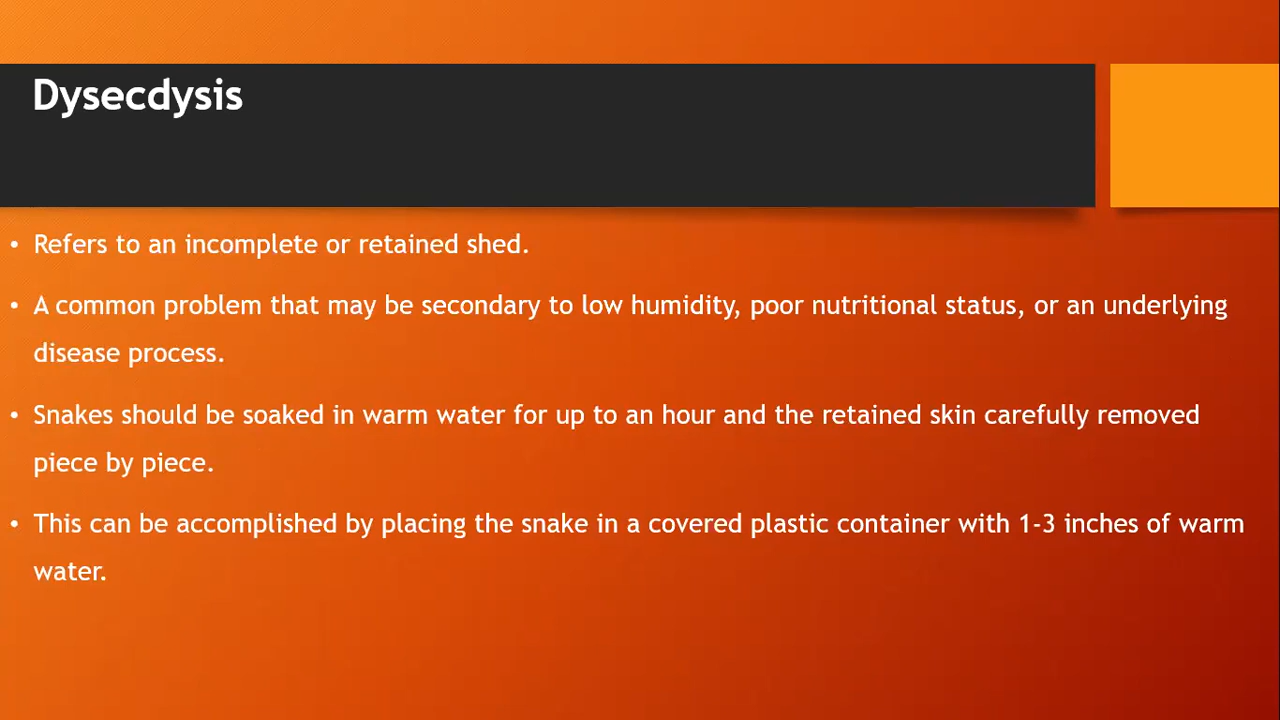 Dysecdysis
• Refers to an incomplete or retained shed.
• A common problem that may be secondary to low humidity, poor nutritional status, or an underlying
disease process.
• Snakes should be soaked in warm water for up to an hour and the retained skin carefully removed
piece by piece.
• This can be accomplished by placing the snake in a covered plastic container with 1-3 inches of warm
water.